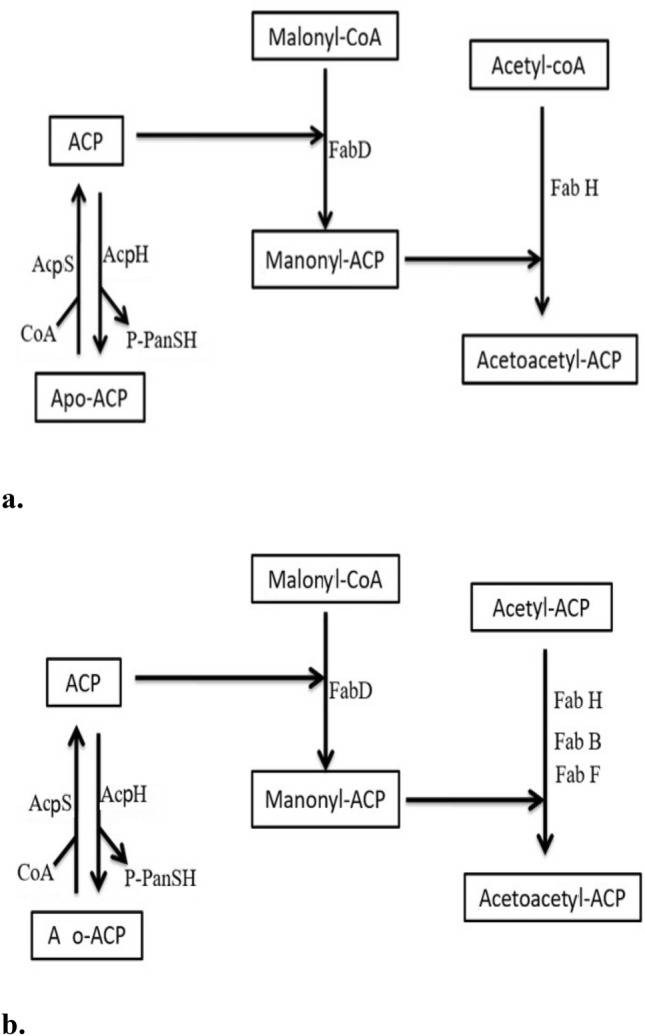 Malonyl-CoA
Acetyl-coA
ACP
FabD
Fab H
Manonyl-ACP
AcpS
AcpH
CoA
P-PanSH
Acetoacetyl-ACP
Apo-ACP
a.
Malonyl-CoA
Acetyl-ACP
ACP
FabD
Fab H
Fab B
Fab F
AcpS
AcpH
Manonyl-ACP
CoA
P-PanSH
Acetoacetyl-ACP
A o-ACP
b.